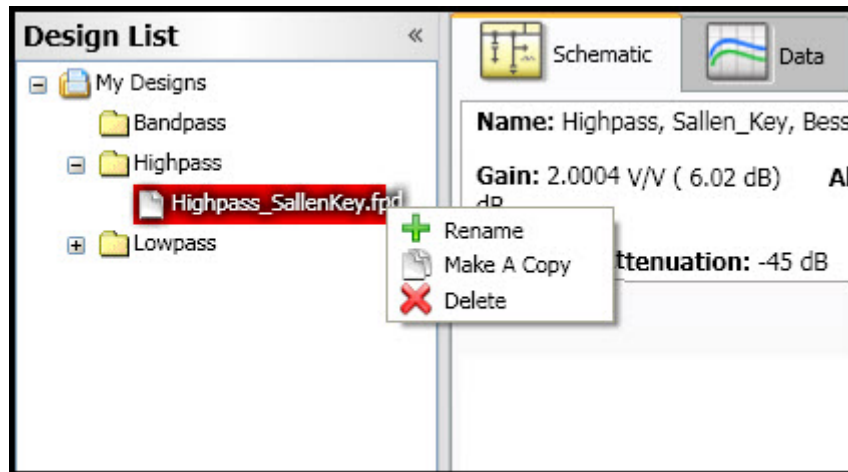 Design List «
My Designs
Bandpass
Highpass
Highpass_SallenKey.fpd
Lowpass
Rename
Make A Copy
Delete
Schematic
Data
Name: Highpass, Sallen_Key, Bess
Gain: 2.0004 V/V ( 6.02 dB)
dB
ttenuation: -45 dB